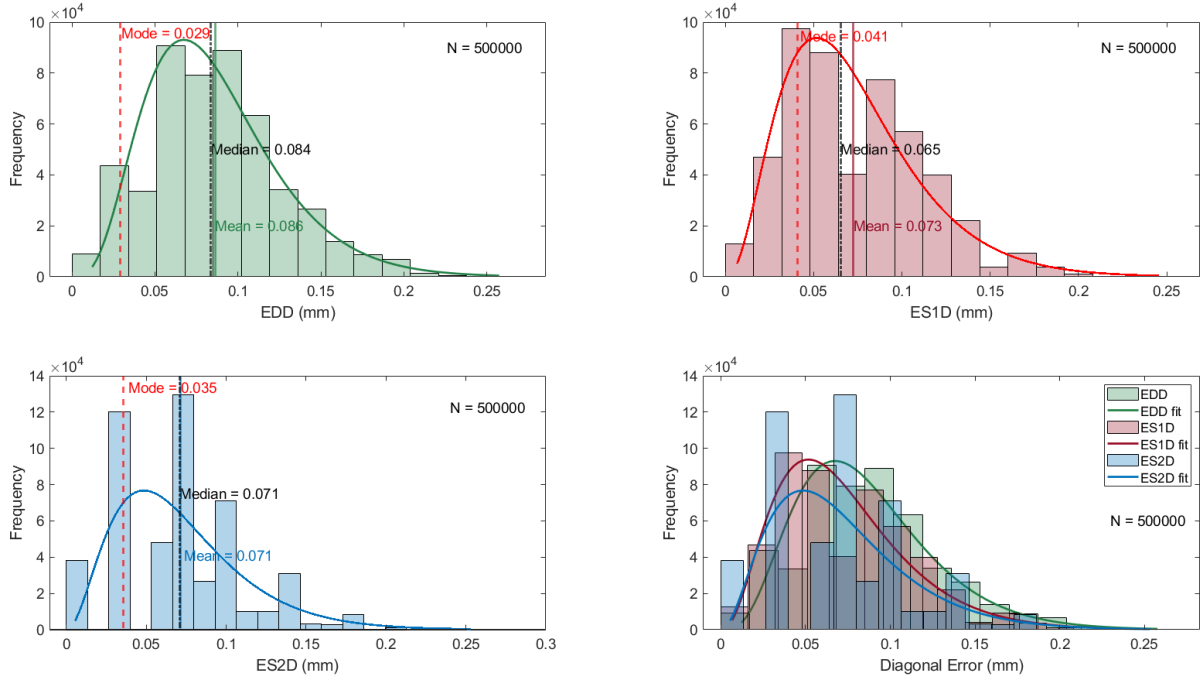 ×10⁴
Mode = 0.029
N = 500000
Median = 0.084
Mean = 0.086
Frequency
10
8
6
4
2
0
0
0.05
0.1
0.15
0.2
0.25
EDD (mm)
×10⁴
Mode = 0.041
N = 500000
Median = 0.065
Mean = 0.073
Frequency
10
8
6
4
2
0
0
0.05
0.1
0.15
0.2
0.25
ES1D (mm)
×10⁴
Mode = 0.035
N = 500000
Median = 0.071
Mean = 0.071
Frequency
14
12
10
8
6
4
2
0
0
0.05
0.1
0.15
0.2
0.25
0.3
ES2D (mm)
×10⁴
EDD
EDD fit
ES1D
ES1D fit
ES2D
ES2D fit
N = 500000
Frequency
14
12
10
8
6
4
2
0
0
0.05
0.1
0.15
0.2
0.25
Diagonal Error (mm)